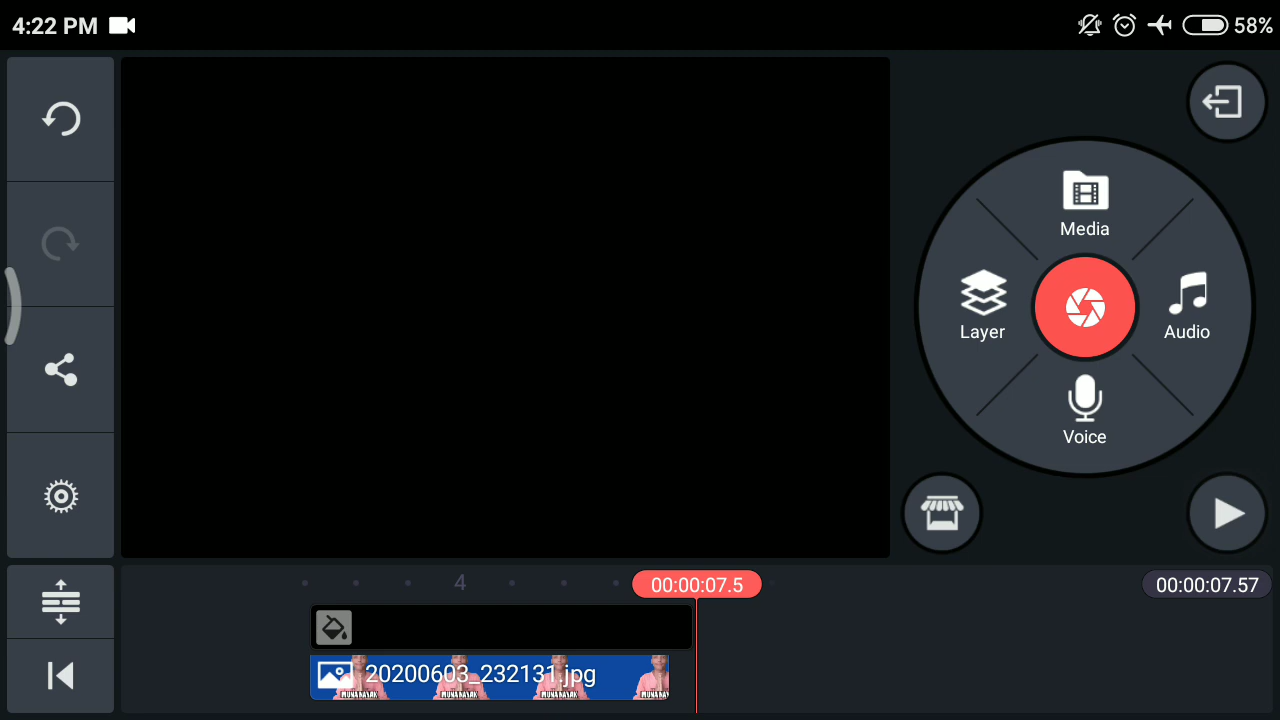 4:22 PM
58%
Media
Layer
Audio
Voice
4
00:00:07.5
00:00:07.57
20200603_232131.jpg